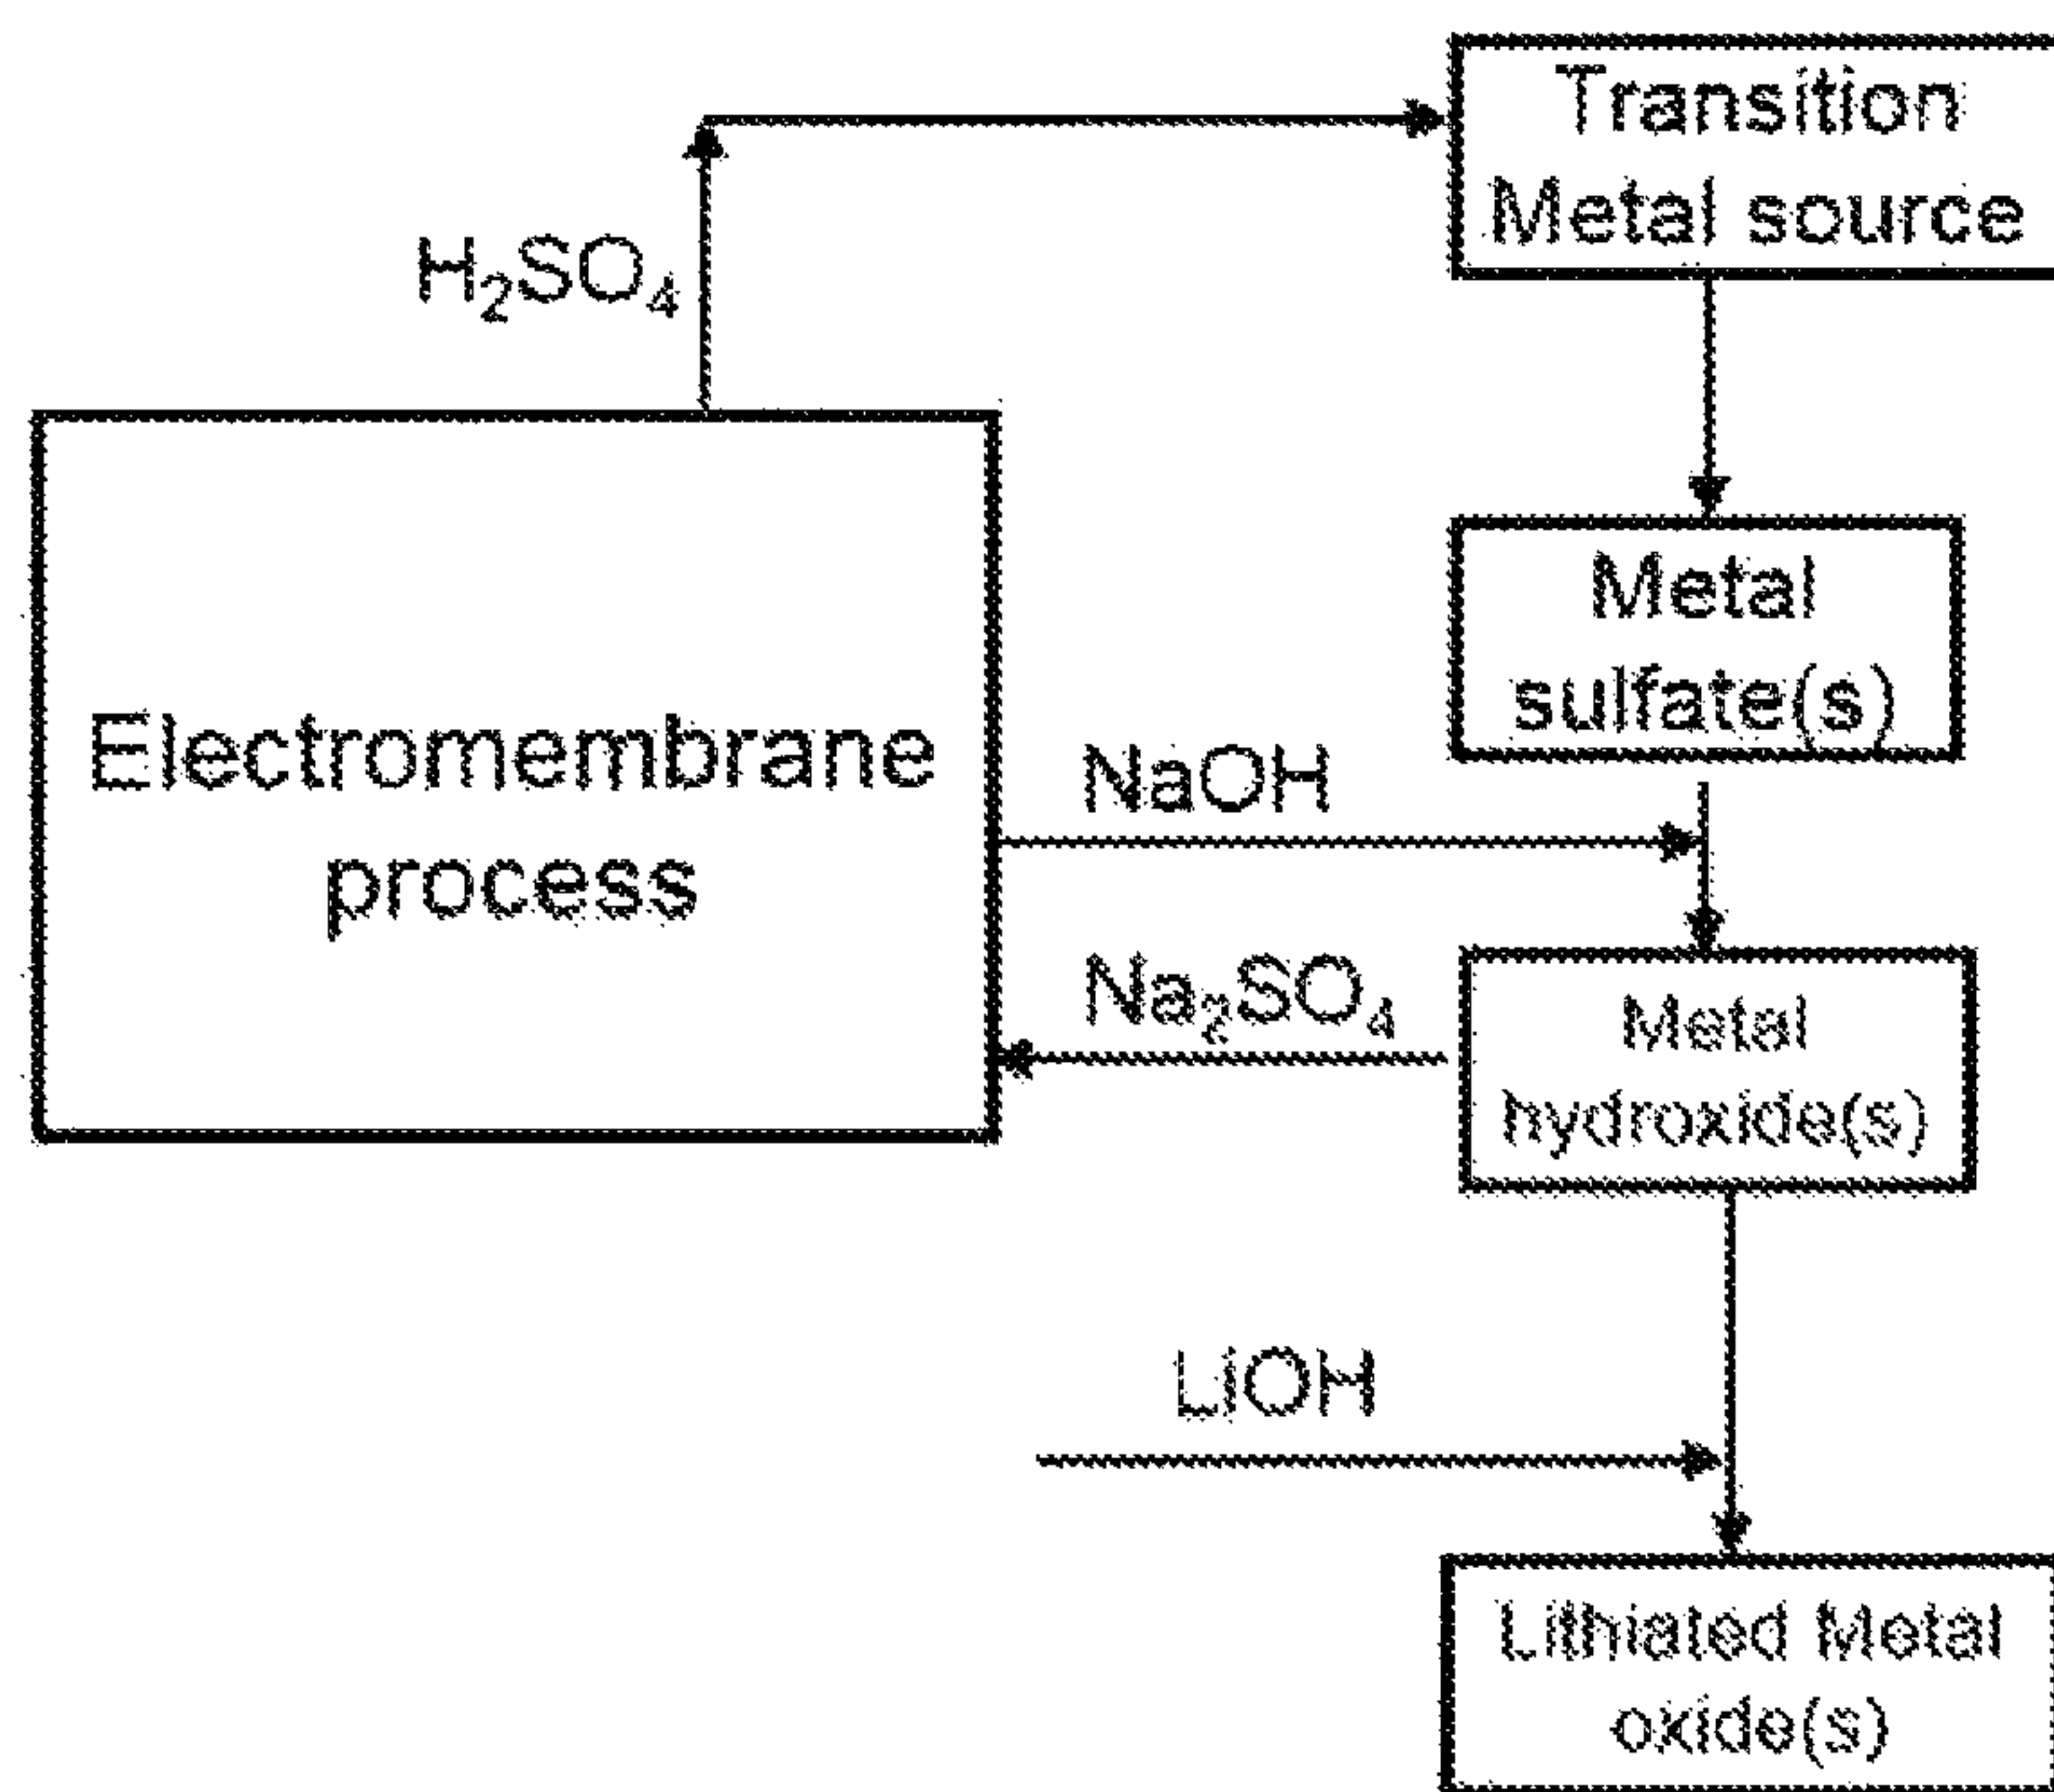 Transition
Metal source
H₂SO₄
Metal
sulfate(s)
Electromembrane
process
NaOH
Na₂SO₄
Metal
hydroxide(s)
LiOH
Lithiated Metal
oxide(s)